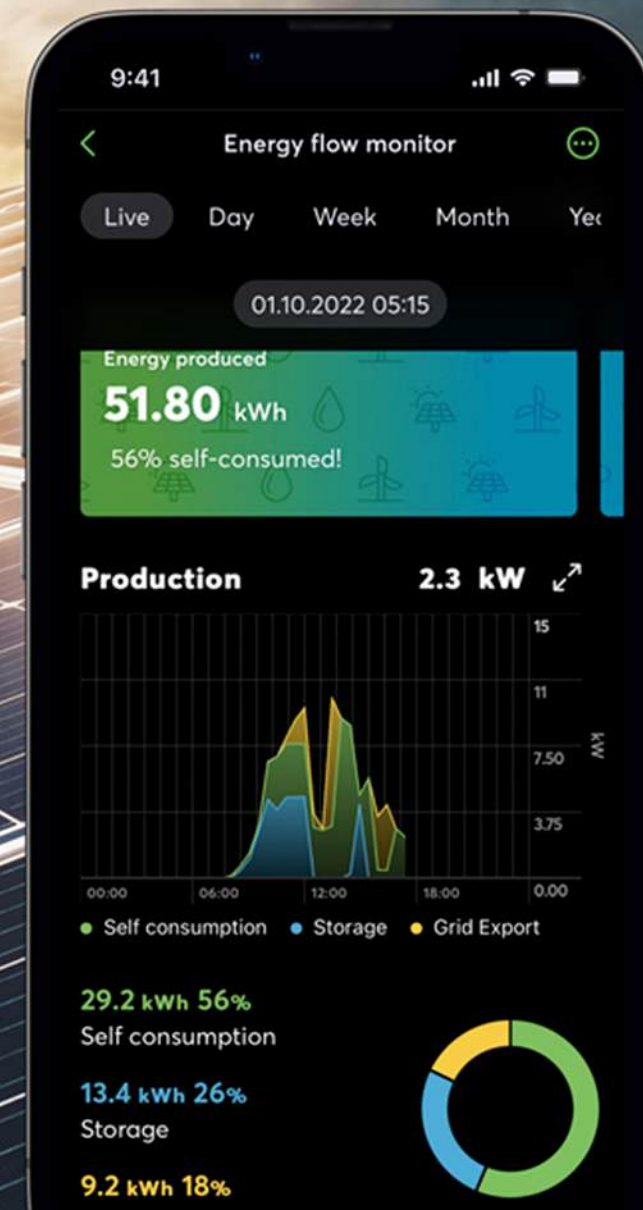 9:41
Energy flow monitor
Live Day Week Month Yea
01.10.2022 05:15
Energy produced
51.80 kWh
56% self-consumed!
Production 2.3 kW
15
11
7.50
kW
3.75
0.00
00:00 06:00 12:00 18:00
Self consumption Storage Grid Export
29.2 kWh 56%
Self consumption
13.4 kWh 26%
Storage
9.2 kWh 18%